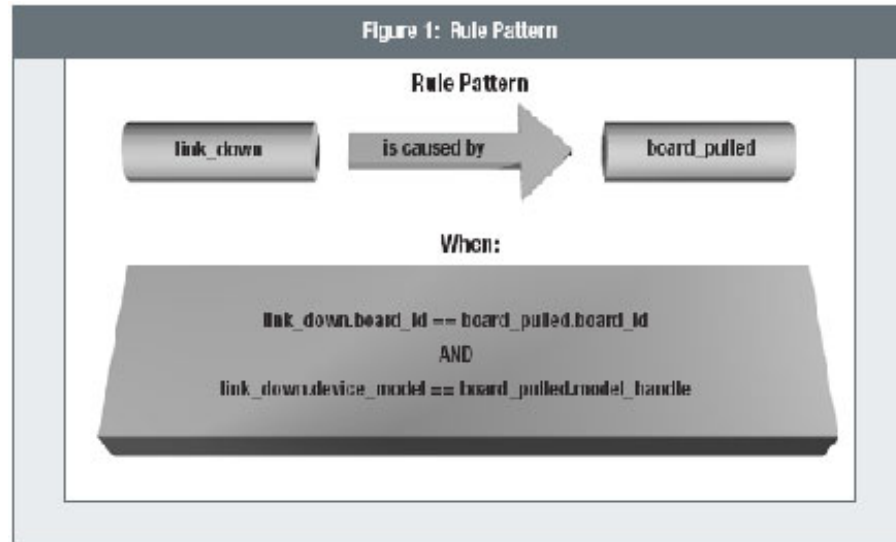 Figure 1: Rule Pattern
Rule Pattern
link_down
is caused by
board_pulled
When:
link_down.board_id == board_pulled.board_id
AND
link_down.device_model == board_pulled.model_handle